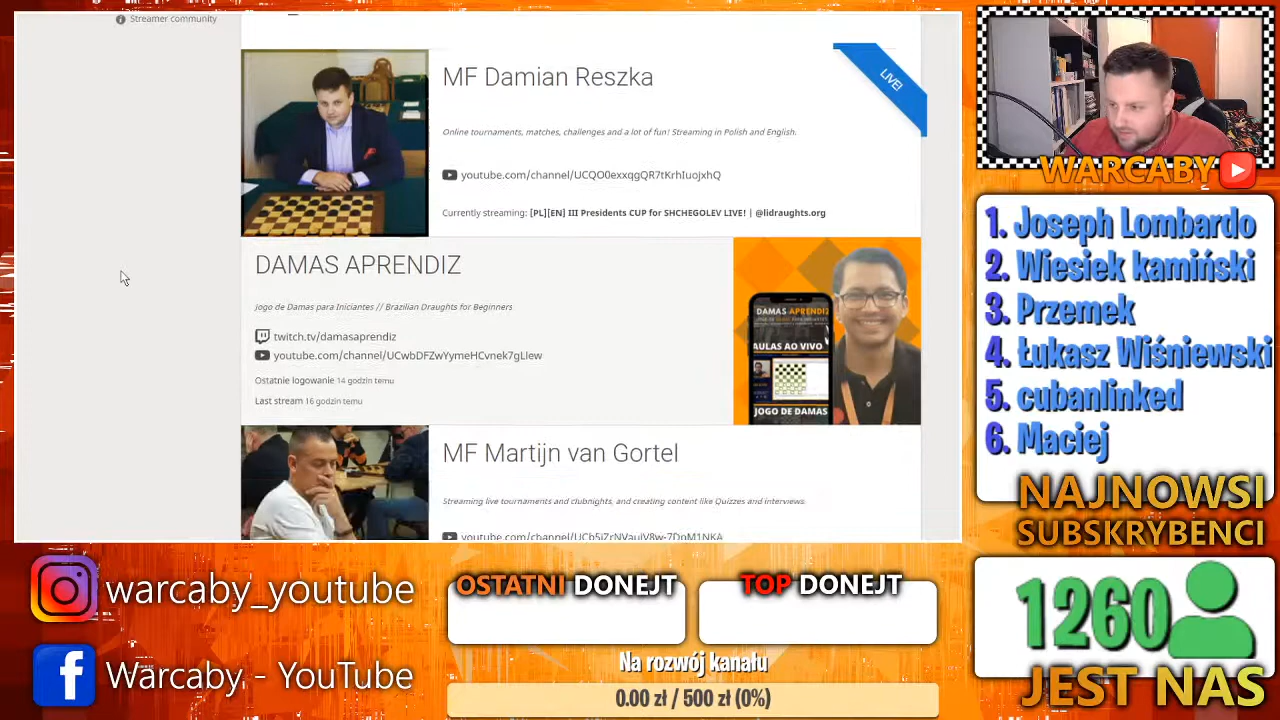 Streamer community
MF Damian Reszka
LIVE!
Online tournaments, matches, challenges and a lot of fun! Streaming in Polish and English.
youtube.com/channel/UCQO0exxqgQR7tKrhIuojxhQ
Currently streaming: [PL][EN] III Presidents CUP for SHCHEGOLEV LIVE! | @lidraughts.org
DAMAS APRENDIZ
Jogo de Damas para Iniciantes // Brazilian Draughts for Beginners
twitch.tv/damasaprendiz
youtube.com/channel/UCwbDFZwYymeHCvnek7gLlew
Ostatnie logowanie 14 godzin temu
Last stream 16 godzin temu
DAMAS APRENDIZ
AULAS AO VIVO
JOGO DE DAMAS
MF Martijn van Gortel
Streaming live tournaments and clubnights, and creating content like Quizzes and interviews.
WARCABY
1. Joseph Lombardo
2. Wiesiek kamiński
3. Przemek
4. Łukasz Wiśniewski
5. cubanlinked
6. Maciej
NAJNOWSI
SUBSKRYBENCI
1260
JEST NAS
warcaby_youtube
Warcaby - YouTube
OSTATNI DONEJT
TOP DONEJT
Na rozwój kanału
0.00 zł / 500 zł (0%)